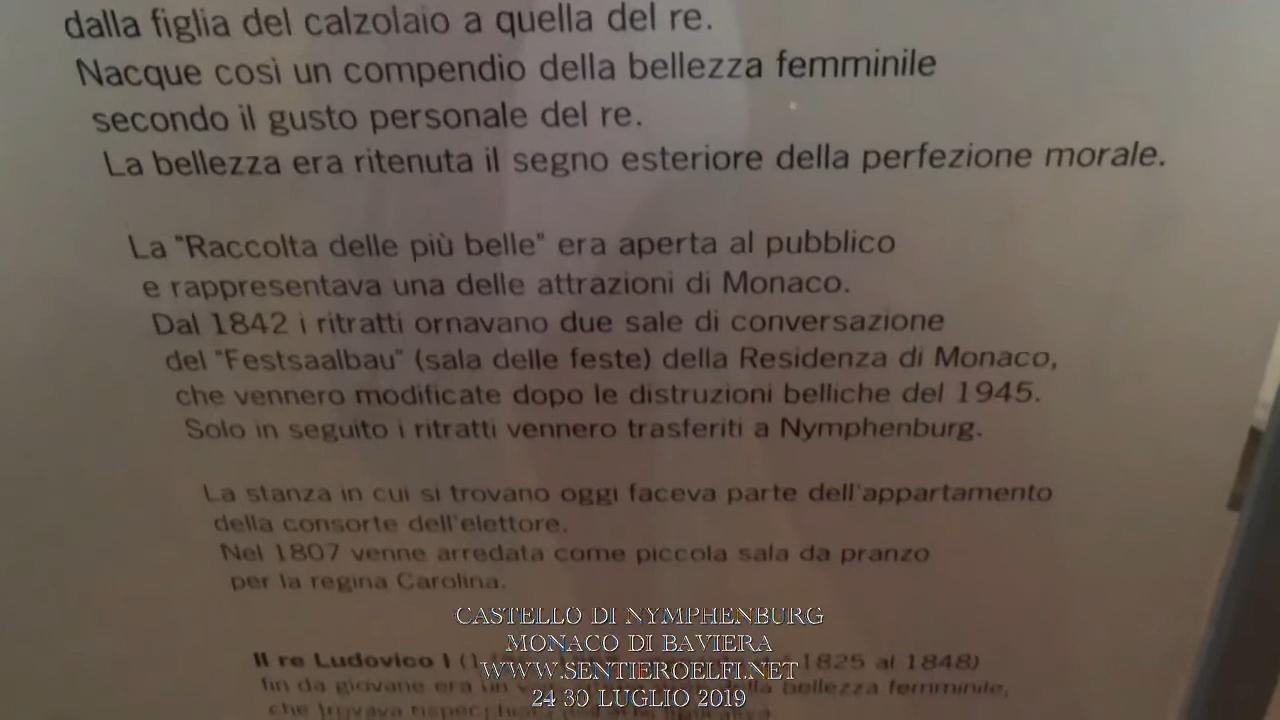 dalla figlia del calzolaio a quella del re.
Nacque così un compendio della bellezza femminile
secondo il gusto personale del re.
La bellezza era ritenuta il segno esteriore della perfezione morale.
La "Raccolta delle più belle" era aperta al pubblico
e rappresentava una delle attrazioni di Monaco.
Dal 1842 i ritratti ornavano due sale di conversazione
del "Festsaalbau" (sala delle feste) della Residenza di Monaco,
che vennero modificate dopo le distruzioni belliche del 1945.
Solo in seguito i ritratti vennero trasferiti a Nymphenburg.
La stanza in cui si trovano oggi faceva parte dell'appartamento
della consorte dell'elettore.
Nel 1807 venne arredata come piccola sala da pranzo
per la regina Carolina.
CASTELLO DI NYMPHENBURG
MONACO DI BAVIERA
Il re Ludovico I 1825 al 1848)
WWW.SENTIEROELFI.NET
fin da giovane era un bellezza femminile,
24 30 LUGLIO 2019
che trovava